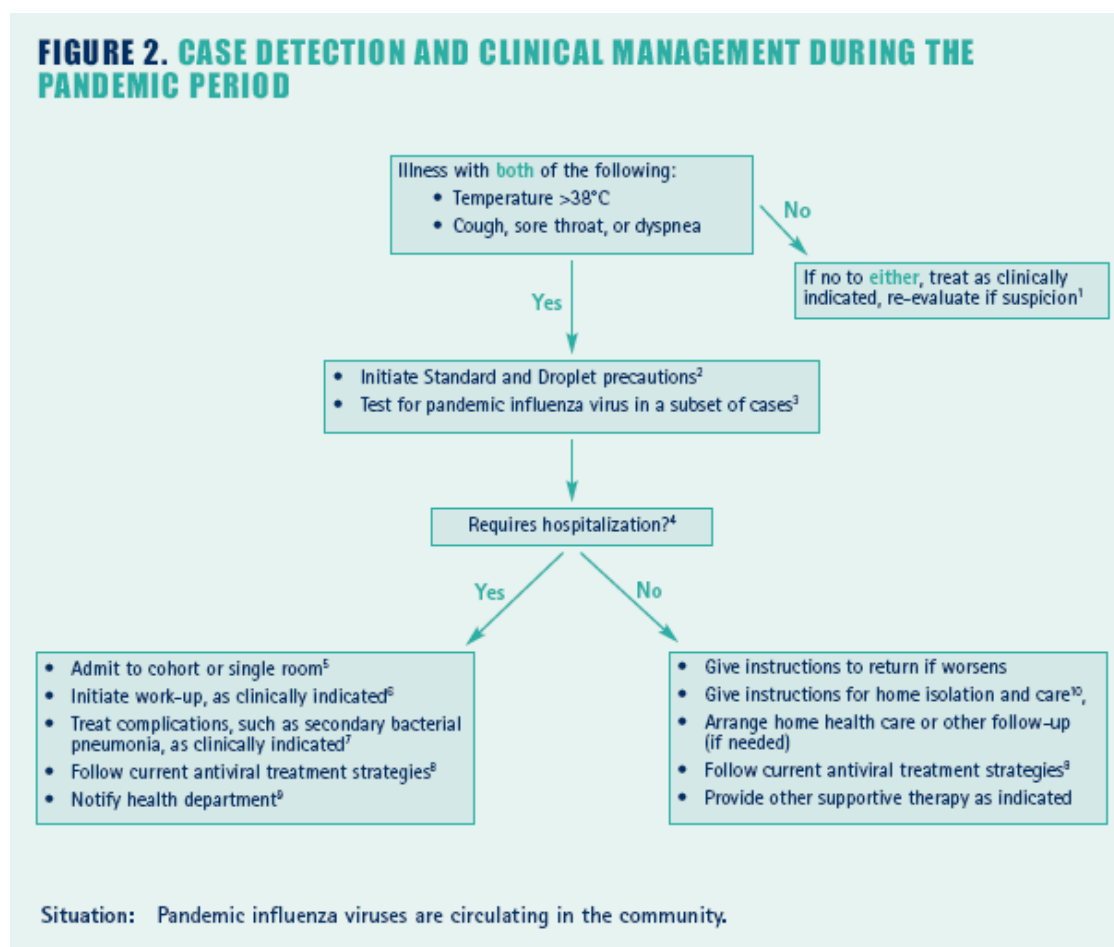 FIGURE 2. CASE DETECTION AND CLINICAL MANAGEMENT DURING THE
PANDEMIC PERIOD
Illness with both of the following:
• Temperature >38°C
• Cough, sore throat, or dyspnea
No
If no to either, treat as clinically
indicated, re-evaluate if suspicion¹
Yes
• Initiate Standard and Droplet precautions²
• Test for pandemic influenza virus in a subset of cases³
Requires hospitalization?⁴
Yes
No
• Admit to cohort or single room⁵
• Initiate work-up, as clinically indicated⁶
• Treat complications, such as secondary bacterial
pneumonia, as clinically indicated⁷
• Follow current antiviral treatment strategies⁸
• Notify health department⁹
• Give instructions to return if worsens
• Give instructions for home isolation and care¹⁰,
• Arrange home health care or other follow-up
(if needed)
• Follow current antiviral treatment strategies⁸
• Provide other supportive therapy as indicated
Situation: Pandemic influenza viruses are circulating in the community.